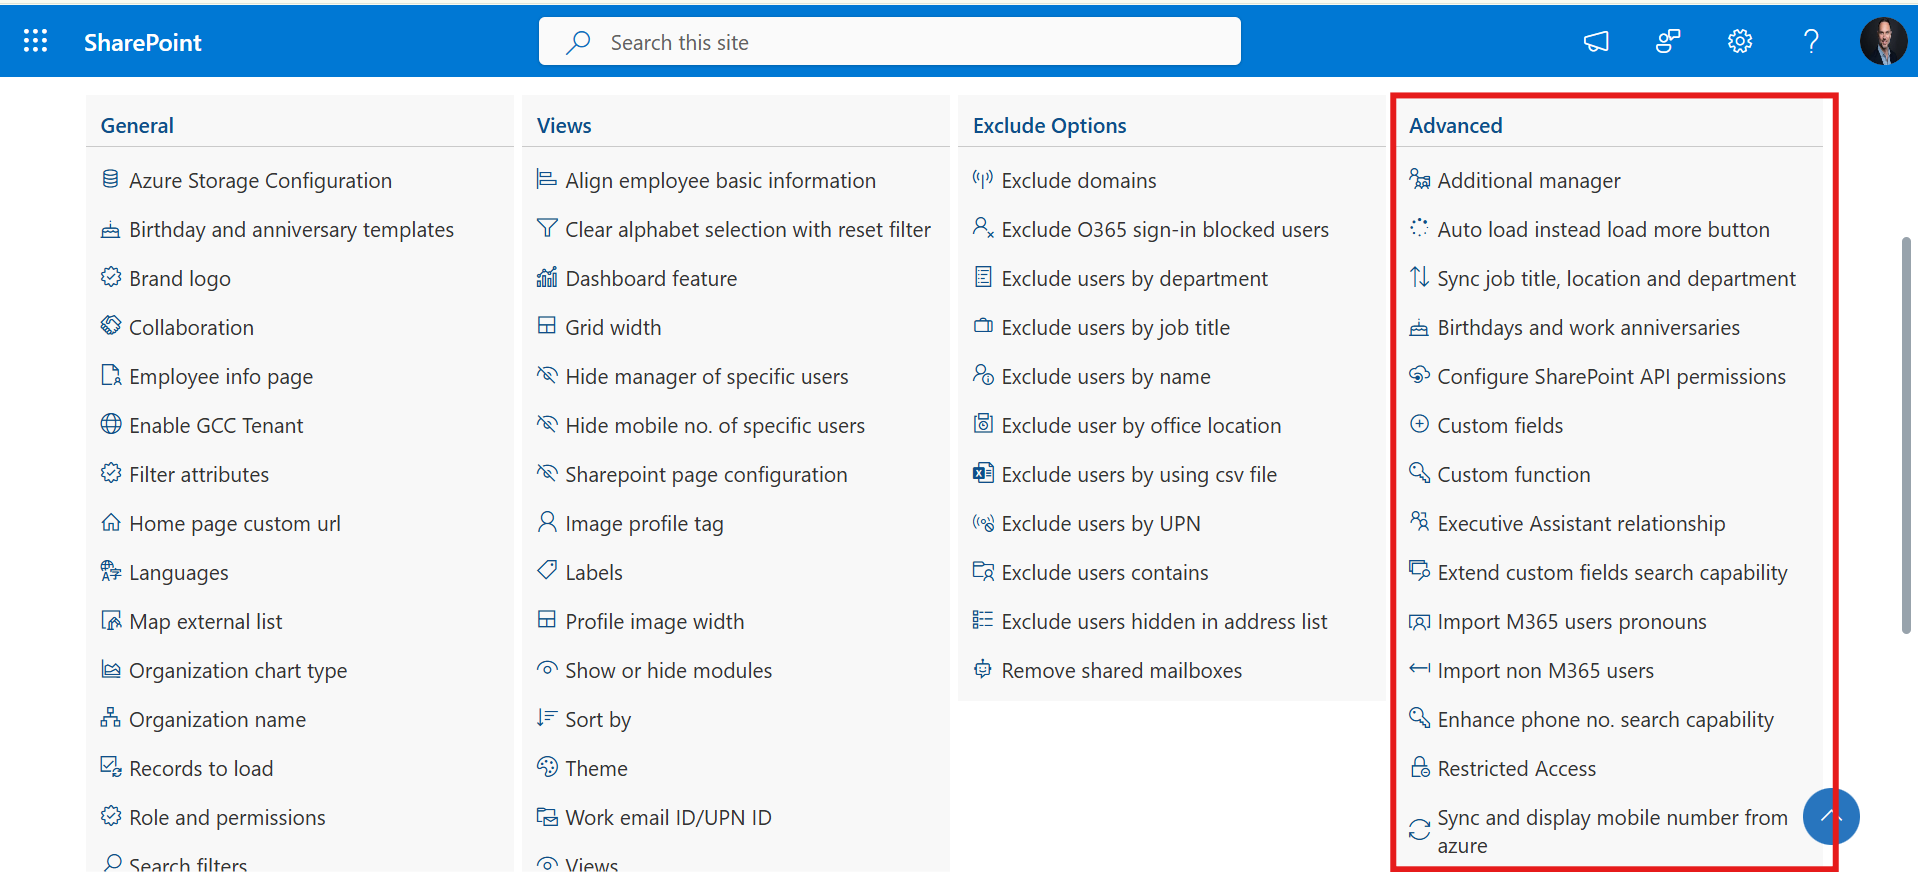 SharePoint
Search this site
General
Azure Storage Configuration
Birthday and anniversary templates
Brand logo
Collaboration
Employee info page
Enable GCC Tenant
Filter attributes
Home page custom url
Languages
Map external list
Organization chart type
Organization name
Records to load
Role and permissions
Search filters
Views
Align employee basic information
Clear alphabet selection with reset filter
Dashboard feature
Grid width
Hide manager of specific users
Hide mobile no. of specific users
Sharepoint page configuration
Image profile tag
Labels
Profile image width
Show or hide modules
Sort by
Theme
Work email ID/UPN ID
Views
Exclude Options
Exclude domains
Exclude O365 sign-in blocked users
Exclude users by department
Exclude users by job title
Exclude users by name
Exclude user by office location
Exclude users by using csv file
Exclude users by UPN
Exclude users contains
Exclude users hidden in address list
Remove shared mailboxes
Advanced
Additional manager
Auto load instead load more button
Sync job title, location and department
Birthdays and work anniversaries
Configure SharePoint API permissions
Custom fields
Custom function
Executive Assistant relationship
Extend custom fields search capability
Import M365 users pronouns
Import non M365 users
Enhance phone no. search capability
Restricted Access
Sync and display mobile number from
azure